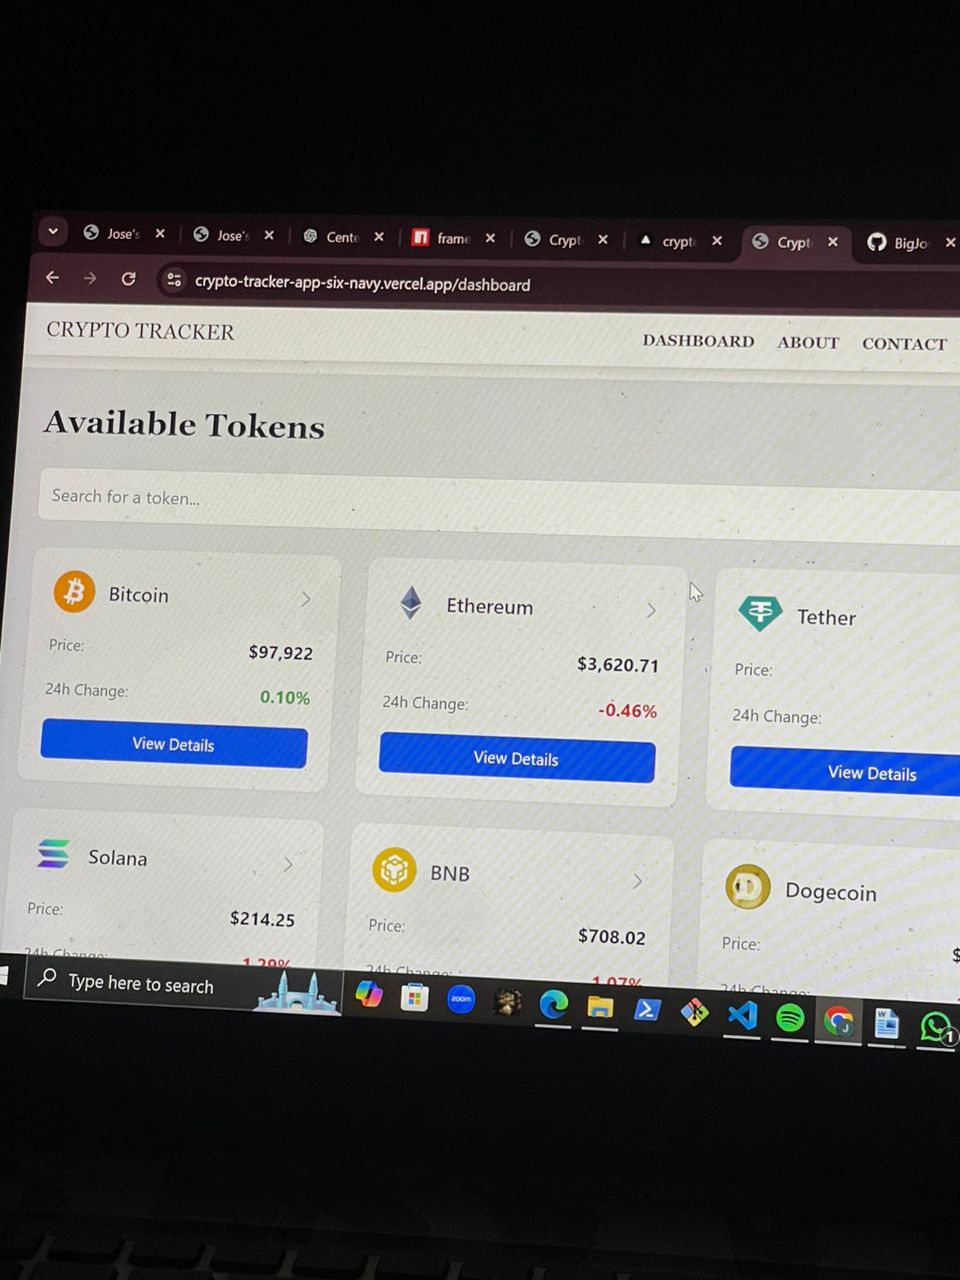 Jose's
Jose's
Cente
frame
Crypt
crypt
Crypt
BigJo
crypto-tracker-app-six-navy.vercel.app/dashboard
CRYPTO TRACKER
DASHBOARD ABOUT CONTACT
Available Tokens
Search for a token...
Bitcoin
Price: $97,922
24h Change: 0.10%
View Details
Ethereum
Price: $3,620.71
24h Change: -0.46%
View Details
Tether
Price:
24h Change:
View Details
Solana
Price: $214.25
24h Change:
BNB
Price: $708.02
24h Change:
Dogecoin
Price: $
24h Change:
Type here to search
zoom
1